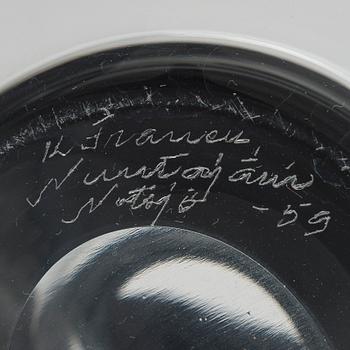 K Franck,
Nuutajärvi
Notsjö -59